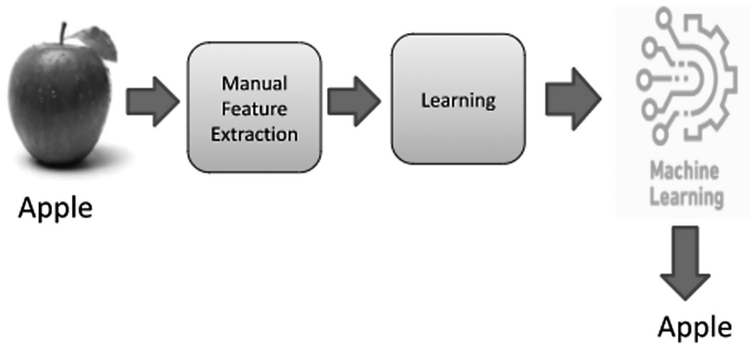 Apple
Manual
Feature
Extraction
Learning
Machine
Learning
Apple